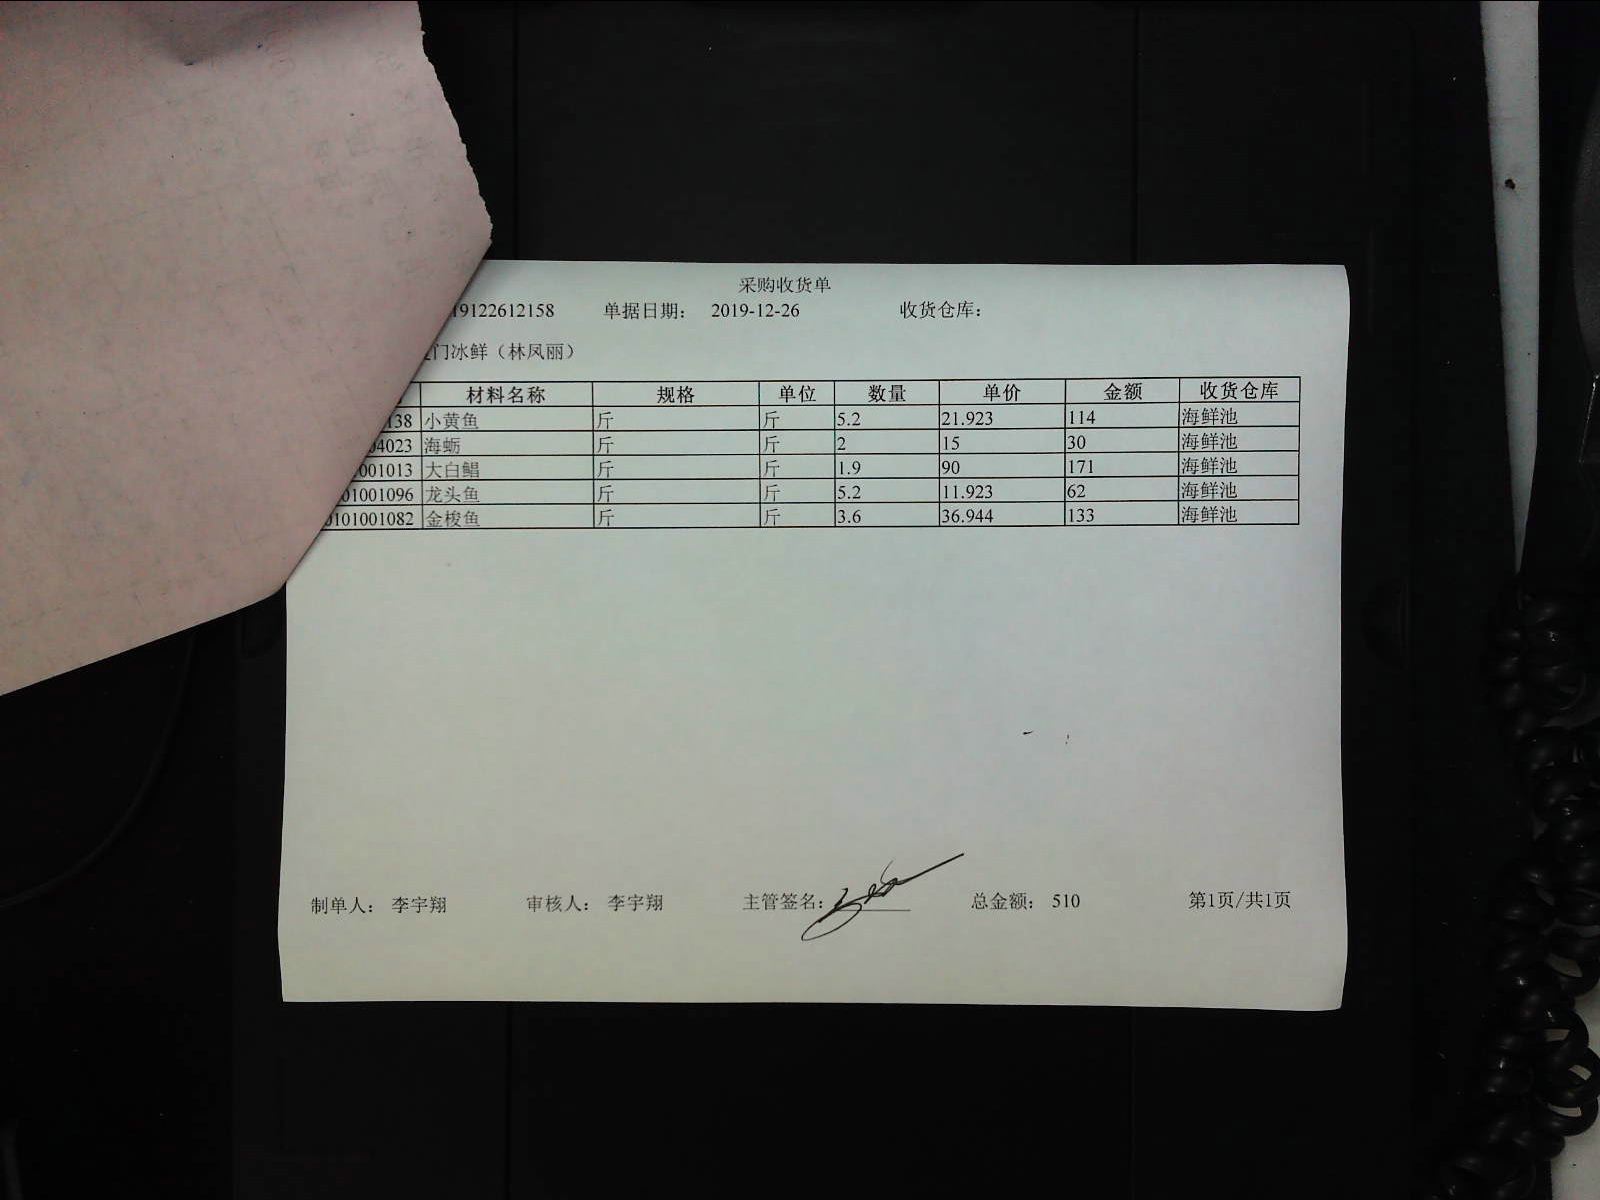 采购收货单
19122612158 单据日期: 2019-12-26 收货仓库:
门冰鲜（林凤丽）
材料名称 规格 单位 数量 单价 金额 收货仓库
138 小黄鱼 斤 斤 5.2 21.923 114 海鲜池
04023 海蛎 斤 斤 2 15 30 海鲜池
001013 大白鲳 斤 斤 1.9 90 171 海鲜池
01001096 龙头鱼 斤 斤 5.2 11.923 62 海鲜池
0101001082 金梭鱼 斤 斤 3.6 36.944 133 海鲜池
制单人: 李宇翔 审核人: 李宇翔 主管签名: 总金额: 510 第1页/共1页